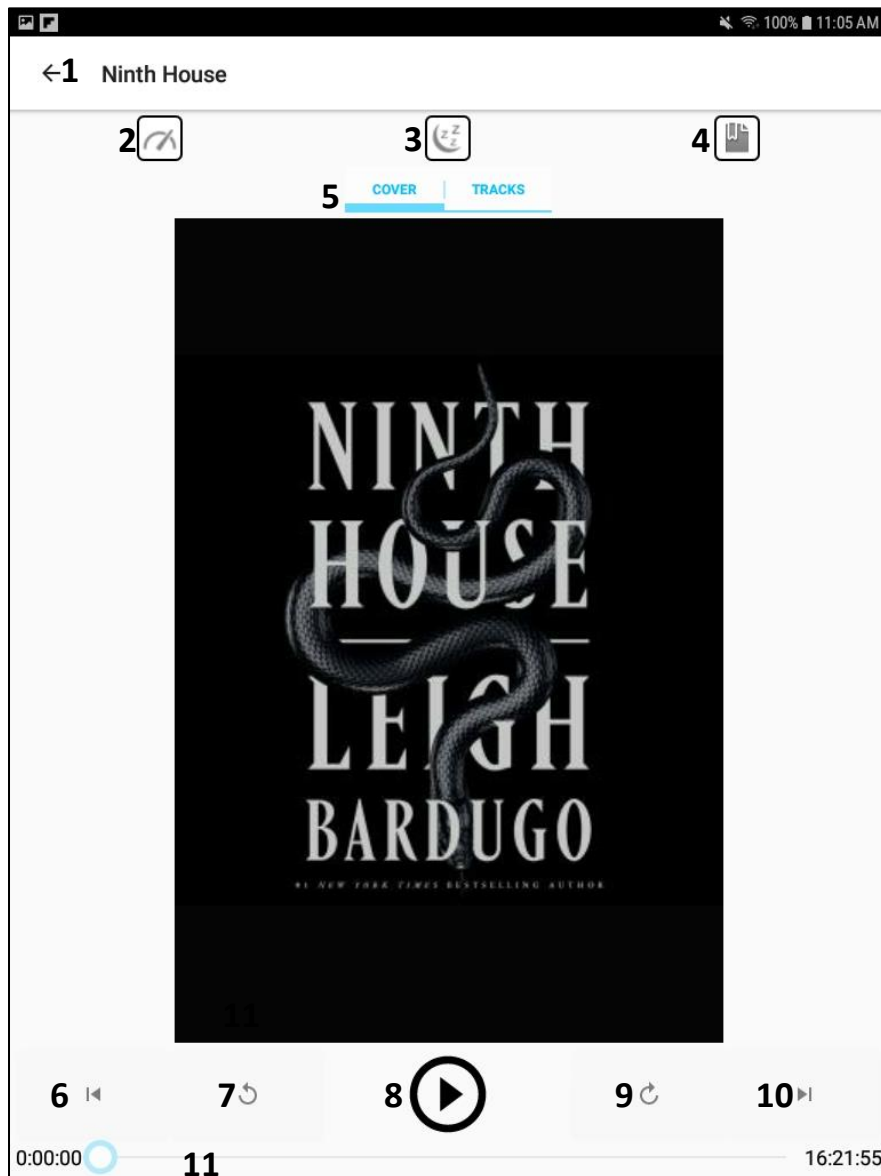 100% 11:05 AM
1 Ninth House
2 3 zzz 4
5 COVER TRACKS
NINTH
HOUSE
LEIGH
BARDUGO
#1 NEW YORK TIMES BESTSELLING AUTHOR
11
6 7 8 9 10
0:00:00 11 16:21:55